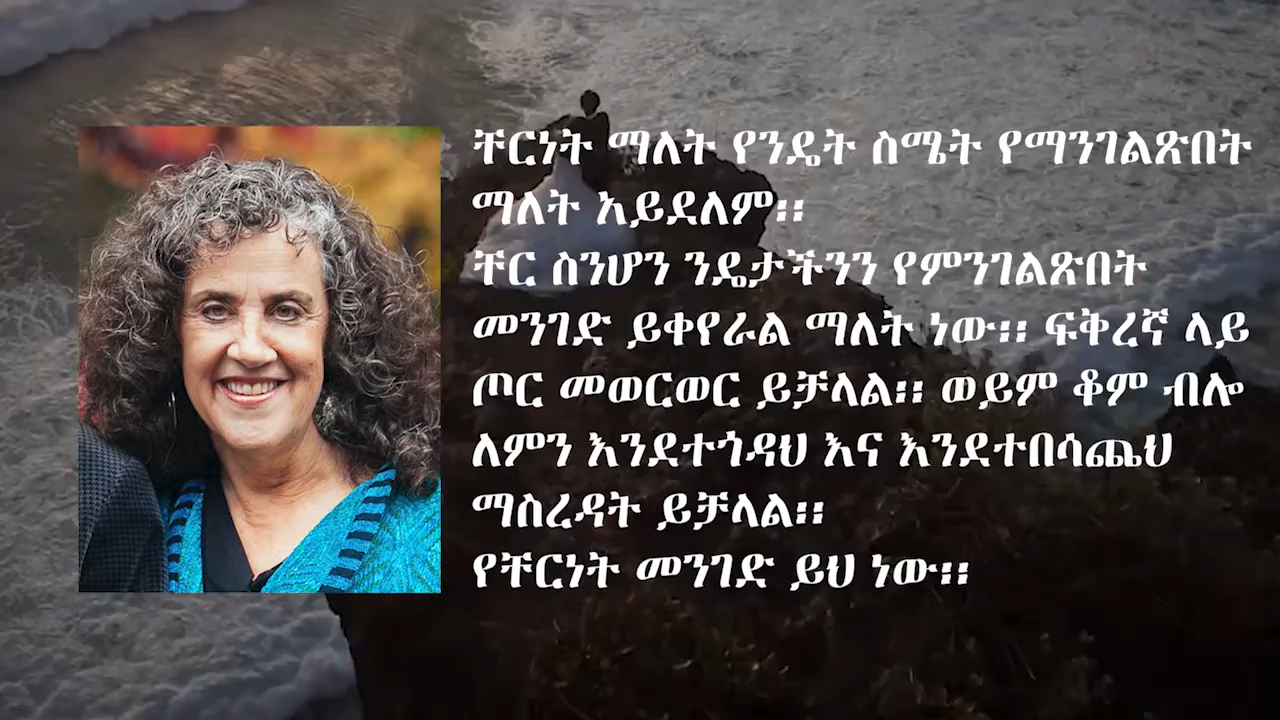 ቸርነት ማለት የንዴት ስሜት የማንገልጽበት
ማለት አይደለም፡፡
ቸር ስንሆን ንዴታችንን የምንገልጽበት
መንገድ ይቀየራል ማለት ነው፡፡ ፍቅረኛ ላይ
ጦር መወርወር ይቻላል፡፡ ወይም ቆም ብሎ
ለምን እንደተጎዳህ እና እንደተበሳጨህ
ማስረዳት ይቻላል፡፡
የቸርነት መንገድ ይህ ነው፡፡